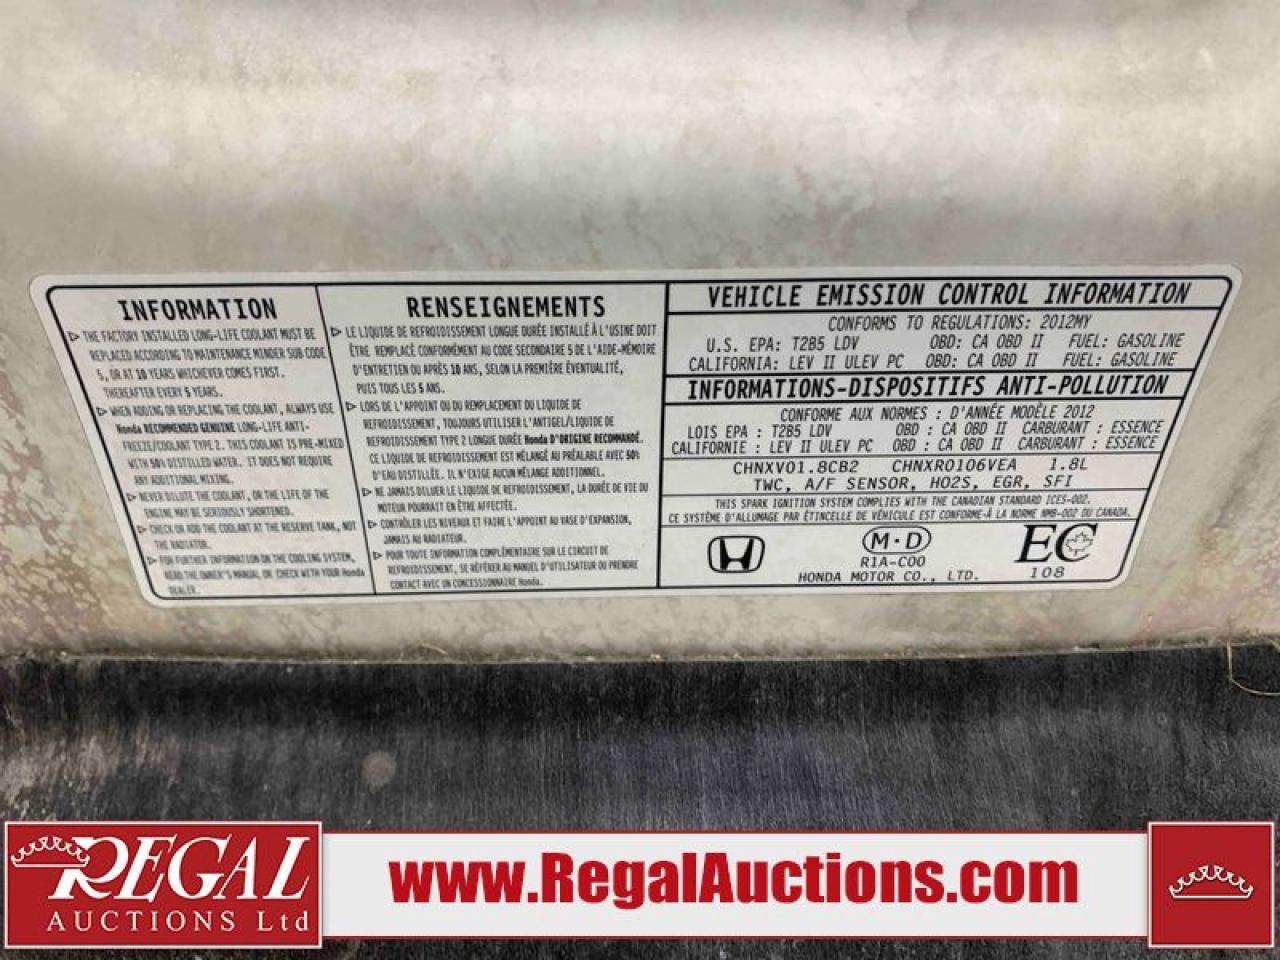 INFORMATION
▷ THE FACTORY INSTALLED LONG-LIFE COOLANT MUST BE
REPLACED ACCORDING TO MAINTENANCE MINDER SUB CODE
5, OR AT 10 YEARS WHICHEVER COMES FIRST.
THEREAFTER EVERY 5 YEARS.
▷ WHEN ADDING OR REPLACING THE COOLANT, ALWAYS USE
Honda RECOMMENDED GENUINE LONG-LIFE ANTI-
FREEZE/COOLANT TYPE 2. THIS COOLANT IS PRE-MIXED
WITH 50% DISTILLED WATER. IT DOES NOT REQUIRE
ANY ADDITIONAL MIXING.
▷ NEVER DILUTE THE COOLANT, OR THE LIFE OF THE
ENGINE MAY BE SERIOUSLY SHORTENED.
▷ CHECK OR ADD THE COOLANT AT THE RESERVE TANK, NOT
THE RADIATOR.
▷ FOR FURTHER INFORMATION ON THE COOLING SYSTEM,
READ THE OWNER'S MANUAL OR CHECK WITH YOUR Honda
DEALER.
RENSEIGNEMENTS
▷ LE LIQUIDE DE REFROIDISSEMENT LONGUE DURÉE INSTALLÉ À L'USINE DOIT
ÊTRE REMPLACÉ CONFORMÉMENT AU CODE SECONDAIRE 5 DE L'AIDE-MÉMOIRE
D'ENTRETIEN OU APRÈS 10 ANS, SELON LA PREMIÈRE ÉVENTUALITÉ,
PUIS TOUS LES 5 ANS.
▷ LORS DE L'APPOINT OU DU REMPLACEMENT DU LIQUIDE DE
REFROIDISSEMENT, TOUJOURS UTILISER L'ANTIGEL/LIQUIDE DE
REFROIDISSEMENT TYPE 2 LONGUE DURÉE Honda D'ORIGINE RECOMMANDÉ.
CE LIQUIDE DE REFROIDISSEMENT EST MÉLANGÉ AU PRÉALABLE AVEC 50%
D'EAU DISTILLÉE. IL N'EXIGE AUCUN MÉLANGE ADDITIONNEL.
▷ NE JAMAIS DILUER LE LIQUIDE DE REFROIDISSEMENT, LA DURÉE DE VIE DU
MOTEUR POURRAIT EN ÊTRE AFFECTÉE.
▷ CONTRÔLER LES NIVEAUX ET FAIRE L'APPOINT AU VASE D'EXPANSION,
JAMAIS AU RADIATEUR.
▷ POUR TOUTE INFORMATION COMPLÉMENTAIRE SUR LE CIRCUIT DE
REFROIDISSEMENT, SE RÉFÉRER AU MANUEL D'UTILISATEUR OU PRENDRE
CONTACT AVEC UN CONCESSIONNAIRE Honda.
VEHICLE EMISSION CONTROL INFORMATION
CONFORMS TO REGULATIONS: 2012MY
U.S. EPA: T2B5 LDV OBD: CA OBD II FUEL: GASOLINE
CALIFORNIA: LEV II ULEV PC OBD: CA OBD II FUEL: GASOLINE
INFORMATIONS-DISPOSITIFS ANTI-POLLUTION
CONFORME AUX NORMES : D'ANNÉE MODÈLE 2012
LOIS EPA : T2B5 LDV OBD : CA OBD II CARBURANT : ESSENCE
CALIFORNIE : LEV II ULEV PC OBD : CA OBD II CARBURANT : ESSENCE
CHNXV01.8CB2 CHNXR0106VEA 1.8L
TWC, A/F SENSOR, HO2S, EGR, SFI
THIS SPARK IGNITION SYSTEM COMPLIES WITH THE CANADIAN STANDARD ICES-002.
CE SYSTÈME D'ALLUMAGE PAR ÉTINCELLE DE VÉHICULE EST CONFORME-À LA NORME NMB-002 DU CANADA.
M·D
R1A-C00
HONDA MOTOR CO., LTD.
EC
108
REGAL
AUCTIONS Ltd
www.RegalAuctions.com